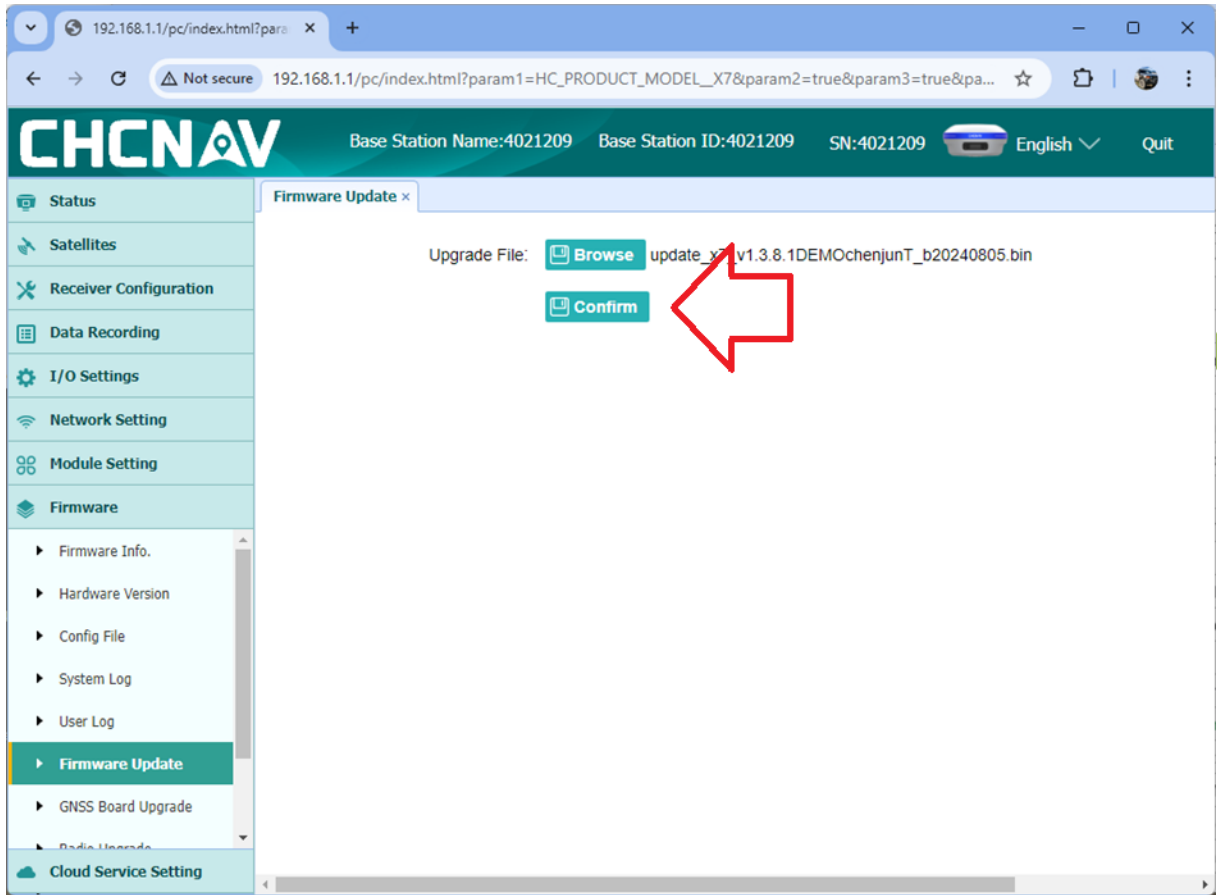 192.168.1.1/pc/index.html?para
Not secure 192.168.1.1/pc/index.html?param1=HC_PRODUCT_MODEL__X7&param2=true&param3=true&pa...
CHCNAV Base Station Name:4021209 Base Station ID:4021209 SN:4021209 English Quit
Status
Satellites
Receiver Configuration
Data Recording
I/O Settings
Network Setting
Module Setting
Firmware
Firmware Info.
Hardware Version
Config File
System Log
User Log
Firmware Update
GNSS Board Upgrade
Radio Upgrade
Cloud Service Setting
Firmware Update ×
Upgrade File: Browse update_x7_v1.3.8.1DEMOchenjunT_b20240805.bin
Confirm